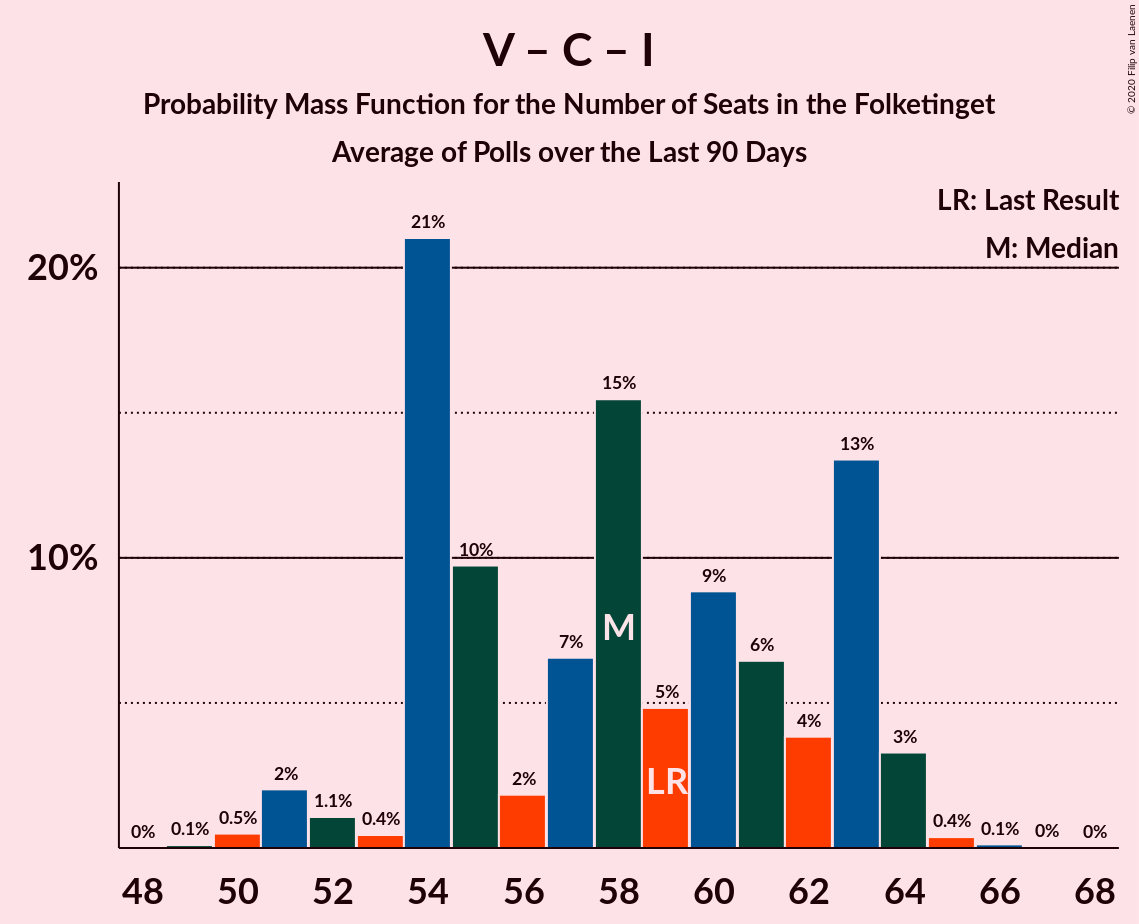 V – C – I
Probability Mass Function for the Number of Seats in the Folketinget
Average of Polls over the Last 90 Days
© 2020 Filip van Laenen
LR: Last Result
M: Median
20%
10%
0%
0.1%
0.5%
2%
1.1%
0.4%
21%
10%
2%
7%
15%
5%
9%
6%
4%
13%
3%
0.4%
0.1%
0%
0%
M
LR
48 50 52 54 56 58 60 62 64 66 68